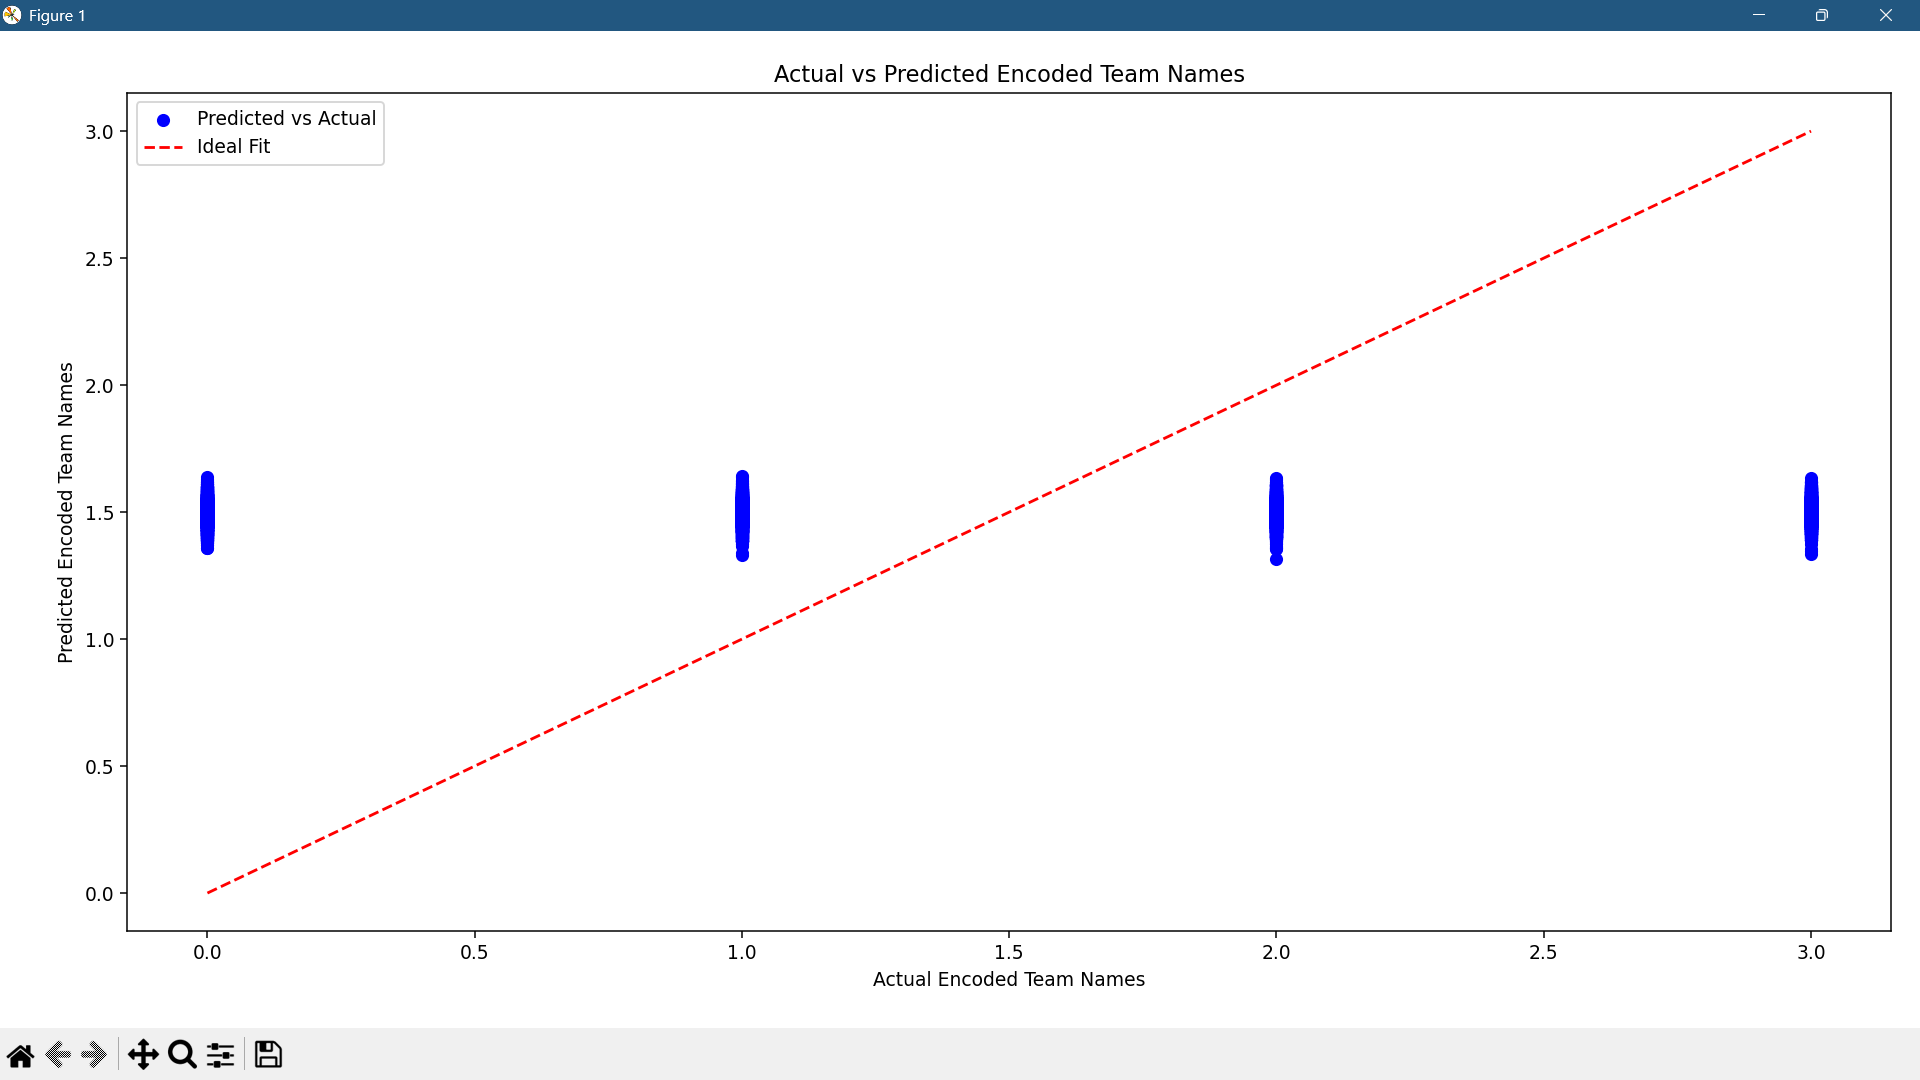 Figure 1
Actual vs Predicted Encoded Team Names
Predicted vs Actual
Ideal Fit
Predicted Encoded Team Names
3.0
2.5
2.0
1.5
1.0
0.5
0.0
0.0 0.5 1.0 1.5 2.0 2.5 3.0
Actual Encoded Team Names